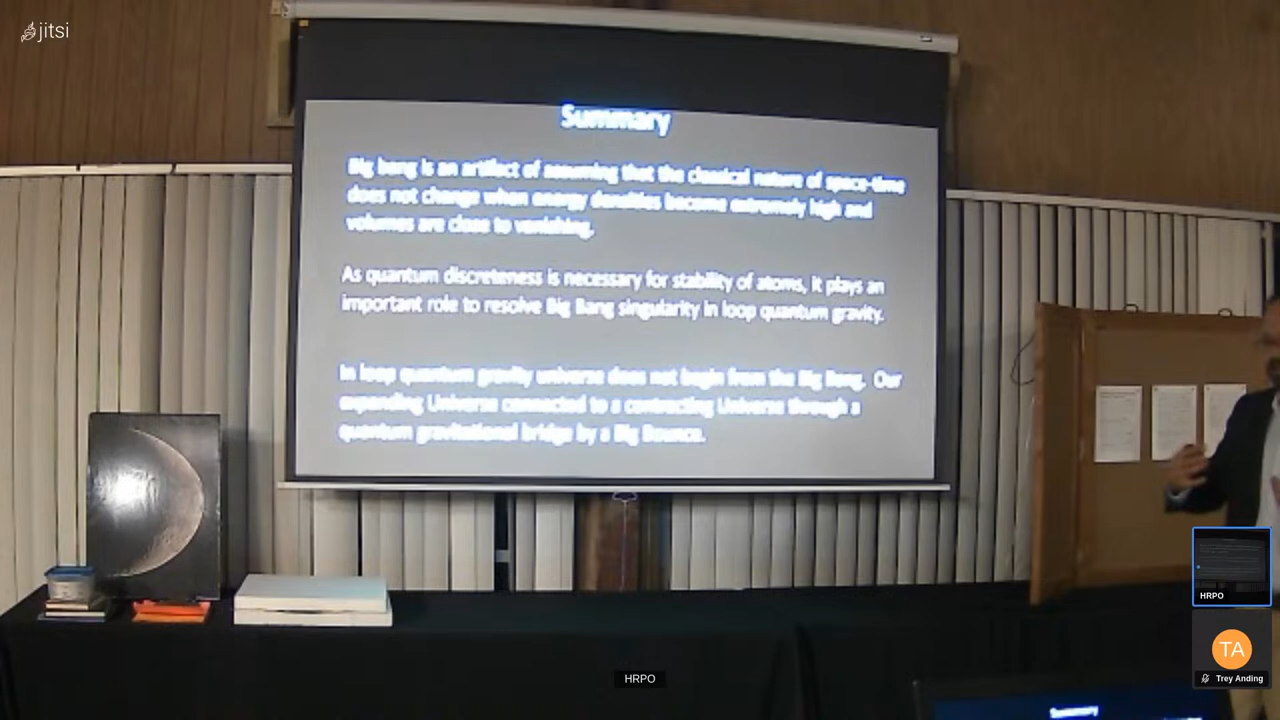 jitsi
Summary
Big bang is an artifact of assuming that the classical nature of space-time
does not change when energy densities become extremely high and
volumes are close to vanishing.
As quantum discreteness is necessary for stability of atoms, it plays an
important role to resolve Big Bang singularity in loop quantum gravity.
In loop quantum gravity universe does not begin from the Big Bang. Our
expanding Universe connected to a contracting Universe through a
quantum gravitational bridge by a Big Bounce.
HRPO
TA
Trey Anding
HRPO
Summary